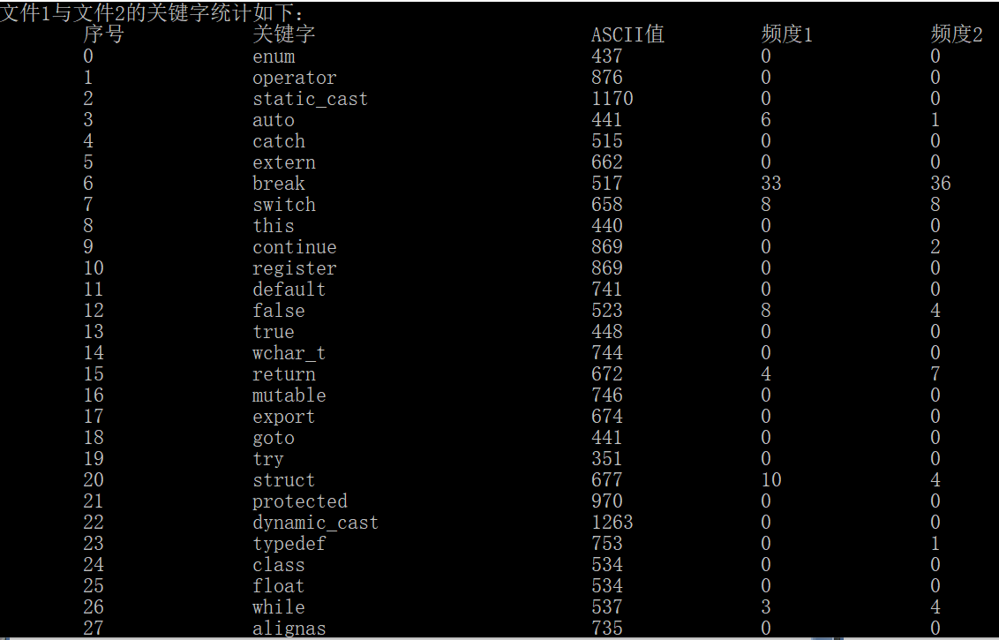 文件1与文件2的关键字统计如下:
序号 关键字 ASCII值 频度1 频度2
0 enum 437 0 0
1 operator 876 0 0
2 static_cast 1170 0 0
3 auto 441 6 1
4 catch 515 0 0
5 extern 662 0 0
6 break 517 33 36
7 switch 658 8 8
8 this 440 0 0
9 continue 869 0 2
10 register 869 0 0
11 default 741 0 0
12 false 523 8 4
13 true 448 0 0
14 wchar_t 744 0 0
15 return 672 4 7
16 mutable 746 0 0
17 export 674 0 0
18 goto 441 0 0
19 try 351 0 0
20 struct 677 10 4
21 protected 970 0 0
22 dynamic_cast 1263 0 0
23 typedef 753 0 1
24 class 534 0 0
25 float 534 0 0
26 while 537 3 4
27 alignas 735 0 0